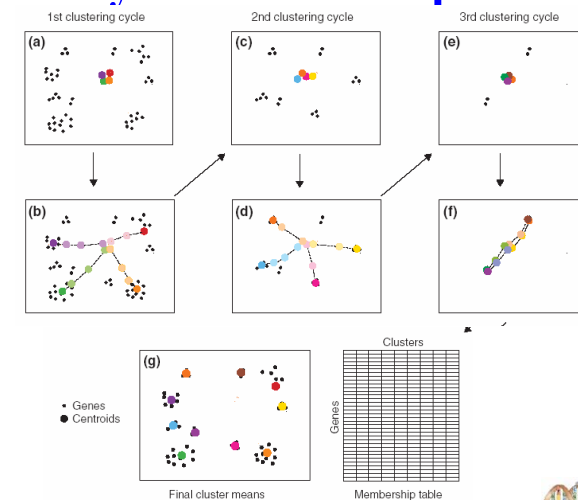 1st clustering cycle
2nd clustering cycle
3rd clustering cycle
(a)
(c)
(e)
(b)
(d)
(f)
(g)
Clusters
Genes
Centroids
Genes
Final cluster means
Membership table